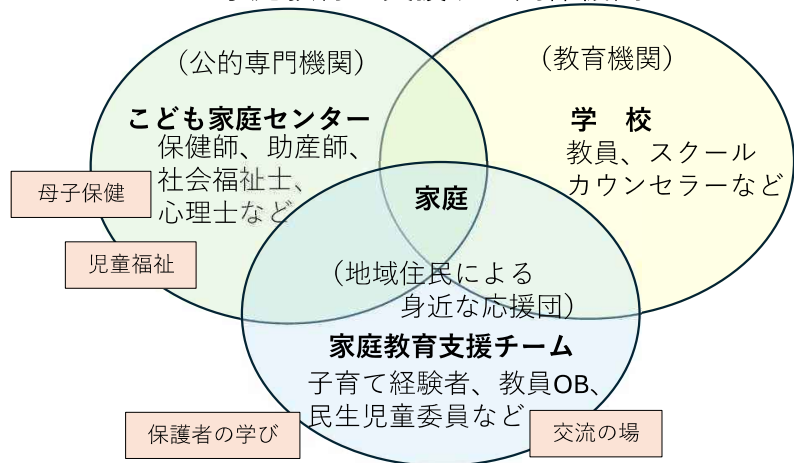 （公的専門機関）
こども家庭センター
保健師、助産師、
社会福祉士、
心理士など
母子保健
児童福祉
（教育機関）
学　校
教員、スクール
カウンセラーなど
家庭
（地域住民による
身近な応援団）
家庭教育支援チーム
子育て経験者、教員OB、
民生児童委員など
保護者の学び
交流の場